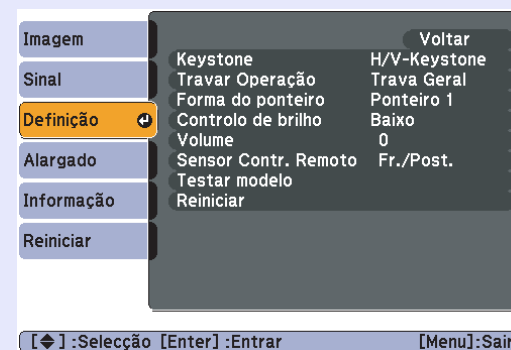 Imagem
Sinal
Definição
Alargado
Informação
Reiniciar
Voltar
Keystone H/V-Keystone
Travar Operação Trava Geral
Forma do ponteiro Ponteiro 1
Controlo de brilho Baixo
Volume 0
Sensor Contr. Remoto Fr./Post.
Testar modelo
Reiniciar
[◆] :Selecção [Enter] :Entrar [Menu]:Sair